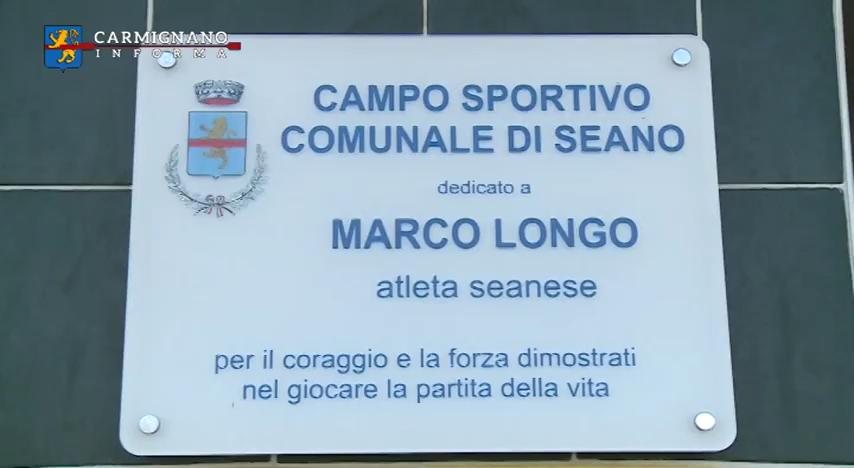 CARMIGNANO
INFORMA
CAMPO SPORTIVO
COMUNALE DI SEANO
dedicato a
MARCO LONGO
atleta seanese
per il coraggio e la forza dimostrati
nel giocare la partita della vita